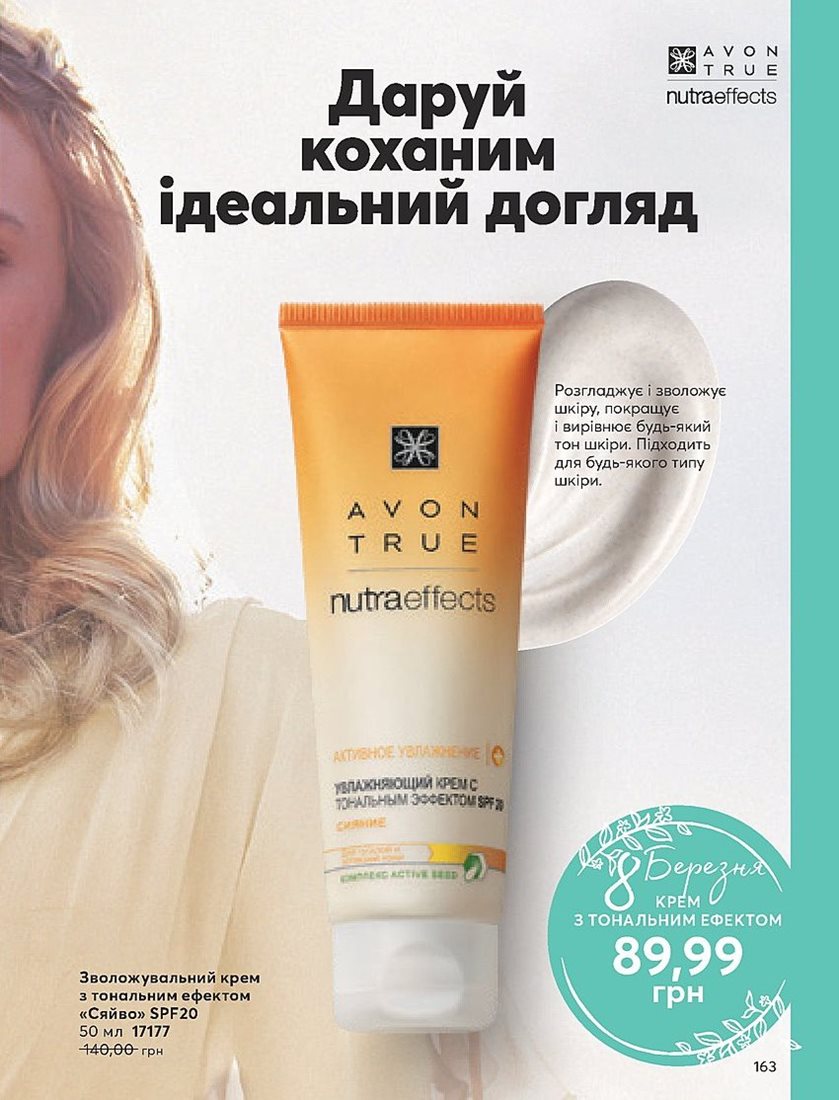 AVON
TRUE
nutraeffects
Даруй
коханим
ідеальний догляд
Розгладжує і зволожує
шкіру, покращує
і вирівнює будь-який
тон шкіри. Підходить
для будь-якого типу
шкіри.
AVON
TRUE
nutraeffects
АКТИВНОЕ УВЛАЖНЕНИЕ
УВЛАЖНЯЮЩИЙ КРЕМ С
ТОНАЛЬНЫМ ЭФФЕКТОМ SPF 20
СИЯНИЕ
КОМПЛЕКС ACTIVE SEED
8 Березня
КРЕМ
З ТОНАЛЬНИМ ЕФЕКТОМ
89,99
грн
Зволожувальний крем
з тональним ефектом
«Сяйво» SPF20
50 мл 17177
140,00 грн
163